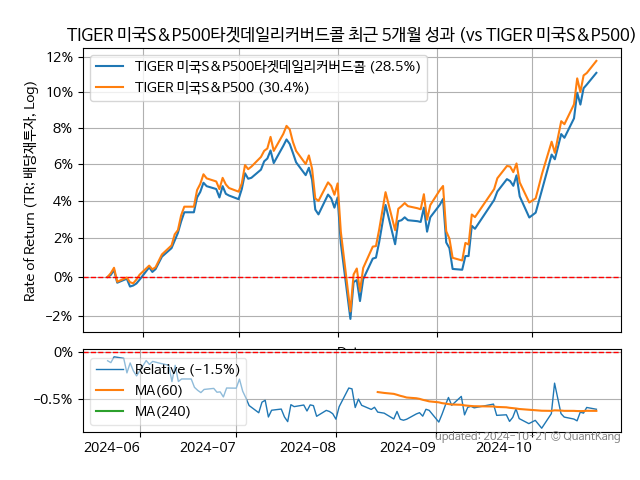 TIGER 미국S&P500타겟데일리커버드콜 최근 5개월 성과 (vs TIGER 미국S&P500)
Rate of Return (TR: 배당재투자, Log)
12%
10%
8%
6%
4%
2%
0%
−2%
TIGER 미국S&P500타겟데일리커버드콜 (28.5%)
TIGER 미국S&P500 (30.4%)
0%
−0.5%
Relative (−1.5%)
MA(60)
MA(240)
2024−06
2024−07
2024−08
2024−09
2024−10
updated: 2024−10−21 © QuantKang